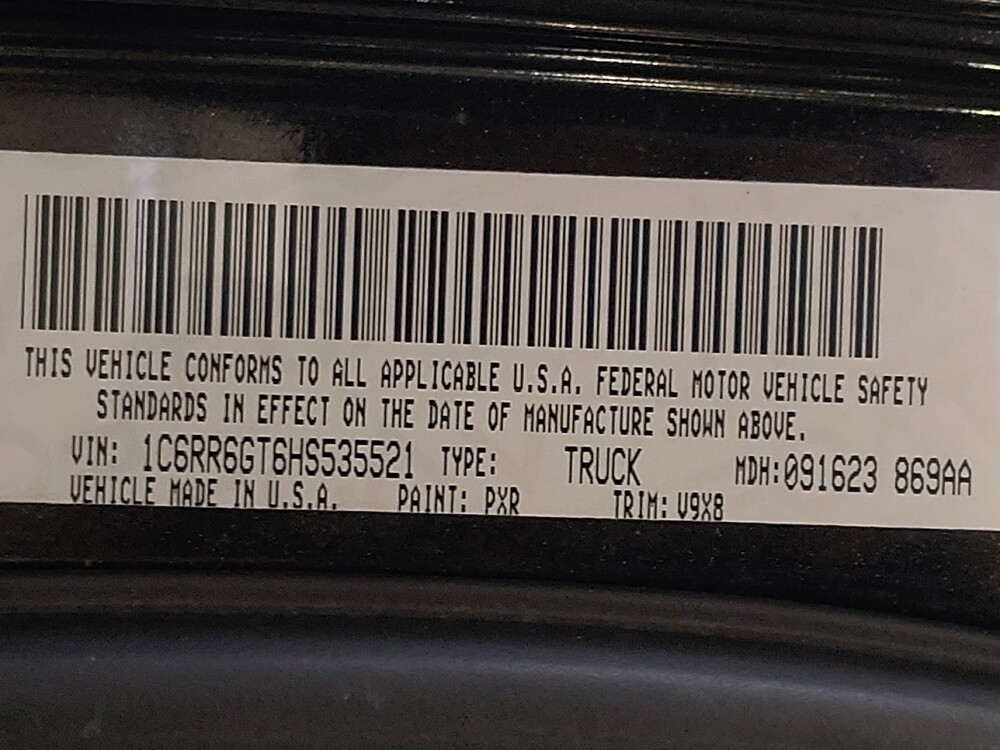 THIS VEHICLE CONFORMS TO ALL APPLICABLE U.S.A. FEDERAL MOTOR VEHICLE SAFETY
STANDARDS IN EFFECT ON THE DATE OF MANUFACTURE SHOWN ABOVE.
VIN: 1C6RR6GT6HS535521 TYPE: TRUCK MDH:091623 869AA
VEHICLE MADE IN U.S.A. PAINT: PXR TRIM: V9X8